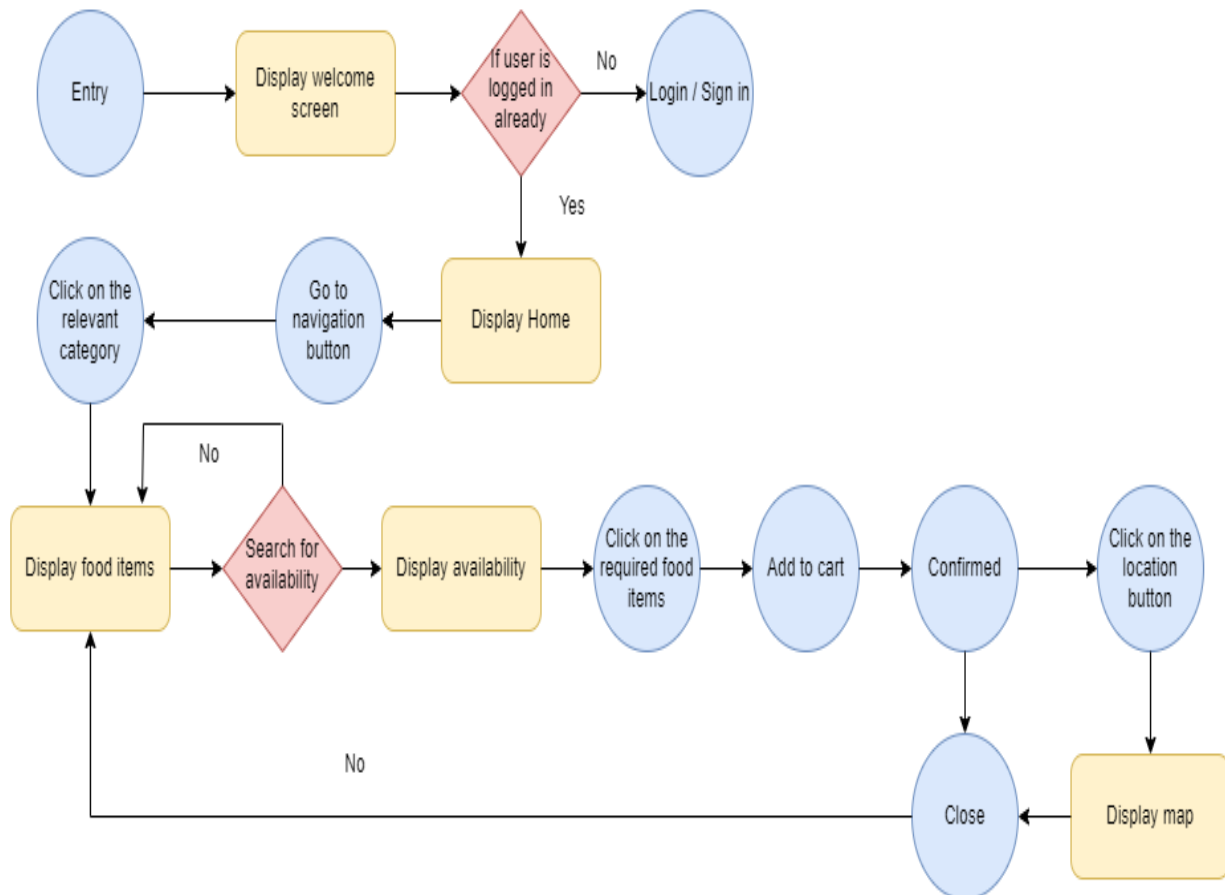 Entry
Display welcome
screen
If user is
logged in
already
No
Login / Sign in
Yes
Click on the
relevant
category
Go to
navigation
button
Display Home
No
Display food items
Search for
availability
Display availability
Click on the
required food
items
Add to cart
Confirmed
Click on the
location
button
No
Close
Display map